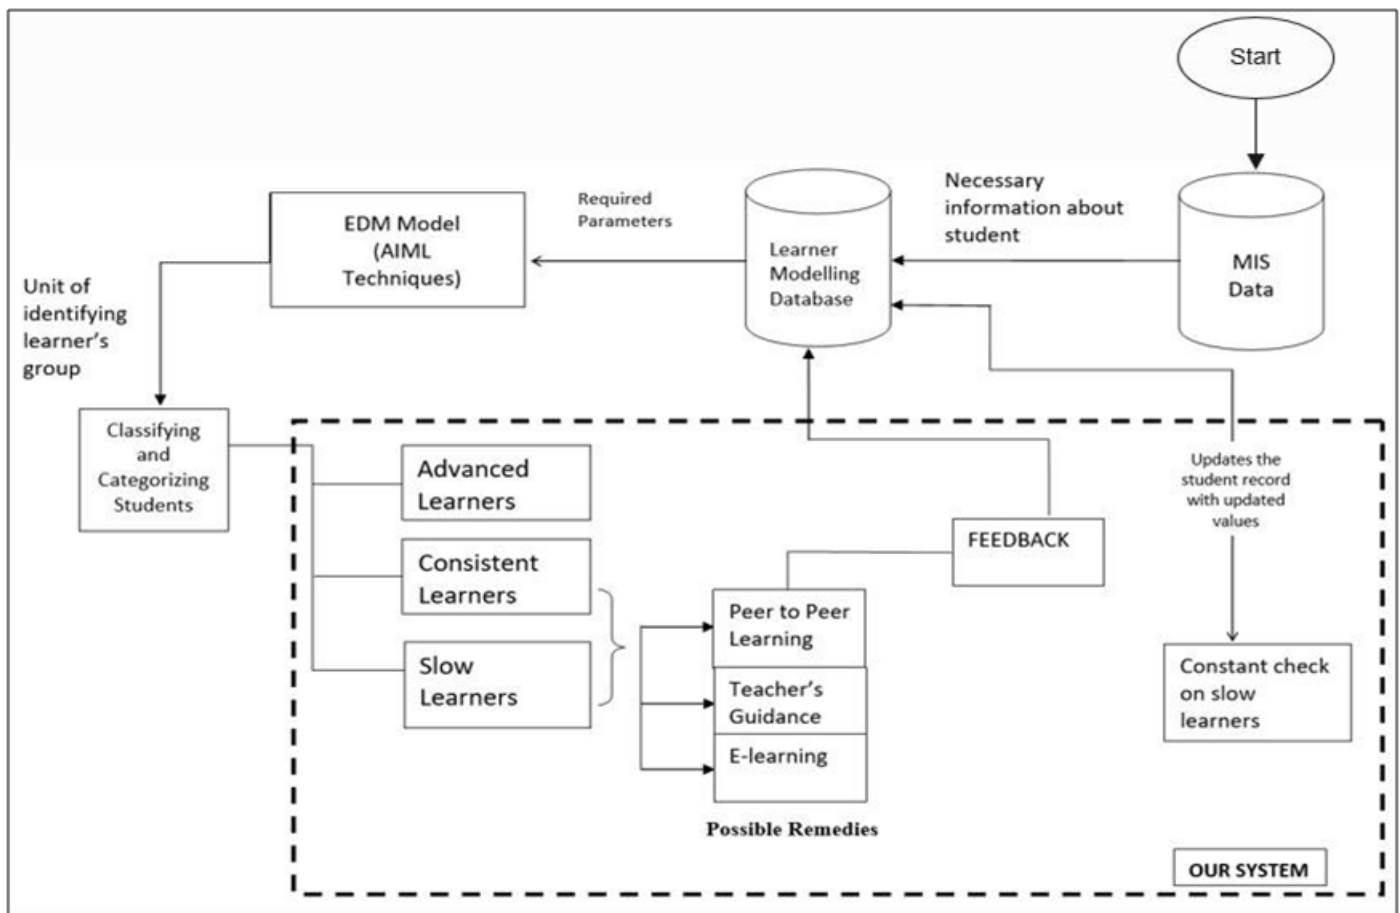 Start
MIS
Data
Necessary
information about
student
Learner
Modelling
Database
Required
Parameters
EDM Model
(AIML
Techniques)
Unit of
identifying
learner's
group
Classifying
and
Categorizing
Students
Advanced
Learners
Consistent
Learners
Slow
Learners
Peer to Peer
Learning
Teacher's
Guidance
E-learning
Possible Remedies
FEEDBACK
Updates the
student record
with updated
values
Constant check
on slow
learners
OUR SYSTEM